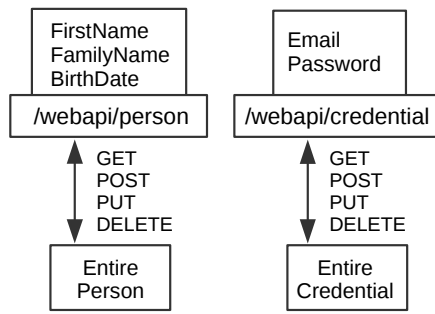 FirstName
FamilyName
BirthDate
/webapi/person
GET
POST
PUT
DELETE
Entire
Person
Email
Password
/webapi/credential
GET
POST
PUT
DELETE
Entire
Credential